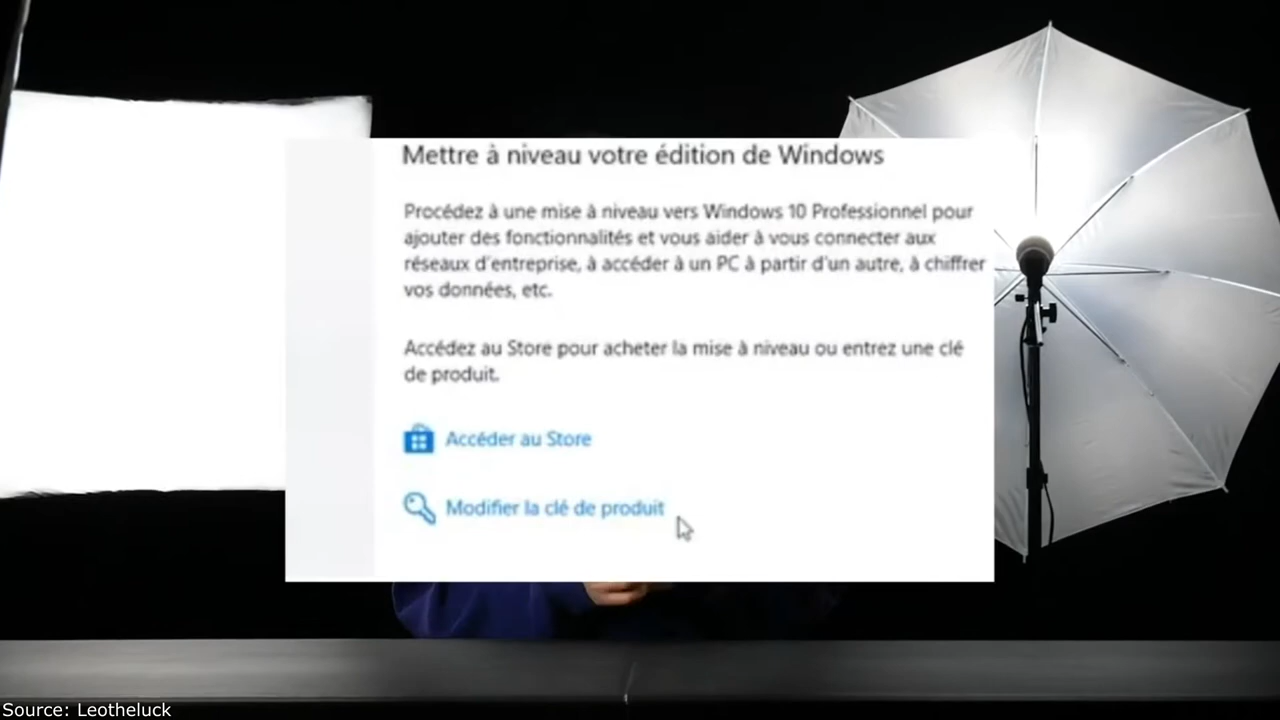 Mettre à niveau votre édition de Windows
Procédez à une mise à niveau vers Windows 10 Professionnel pour
ajouter des fonctionnalités et vous aider à vous connecter aux
réseaux d'entreprise, à accéder à un PC à partir d'un autre, à chiffrer
vos données, etc.
Accédez au Store pour acheter la mise à niveau ou entrez une clé
de produit.
Accéder au Store
Modifier la clé de produit
Source: Leotheluck